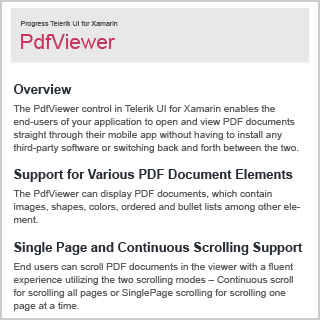 Progress Telerik UI for Xamarin
PdfViewer
Overview
The PdfViewer control in Telerik UI for Xamarin enables the
end-users of your application to open and view PDF documents
straight through their mobile app without having to install any
third-party software or switching back and forth between the two.
Support for Various PDF Document Elements
The PdfViewer can display PDF documents, which contain
images, shapes, colors, ordered and bullet lists among other ele-
ment.
Single Page and Continuous Scrolling Support
End users can scroll PDF documents in the viewer with a fluent
experience utilizing the two scrolling modes – Continuous scroll
for scrolling all pages or SinglePage scrolling for scrolling one
page at a time.